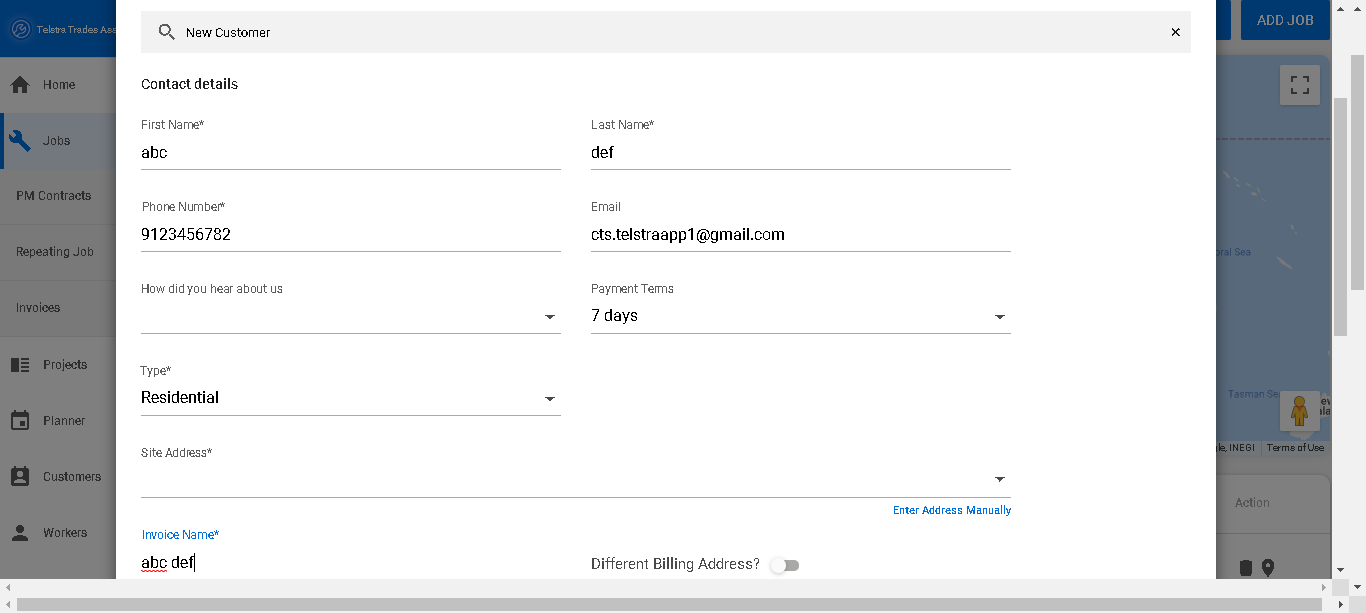 Telstra Trades Ass
New Customer
ADD JOB
Contact details
Home
First Name*
Last Name*
Jobs
abc
def
PM Contracts
Phone Number*
Email
9123456782
cts.telstraapp1@gmail.com
Repeating Job
oral Sea
How did you hear about us
Payment Terms
Invoices
7 days
Projects
Type*
Residential
Tasman Se
Planner
gle, INEGI
Terms of Use
Site Address*
Customers
Action
Enter Address Manually
Workers
Invoice Name*
abc def
Different Billing Address?